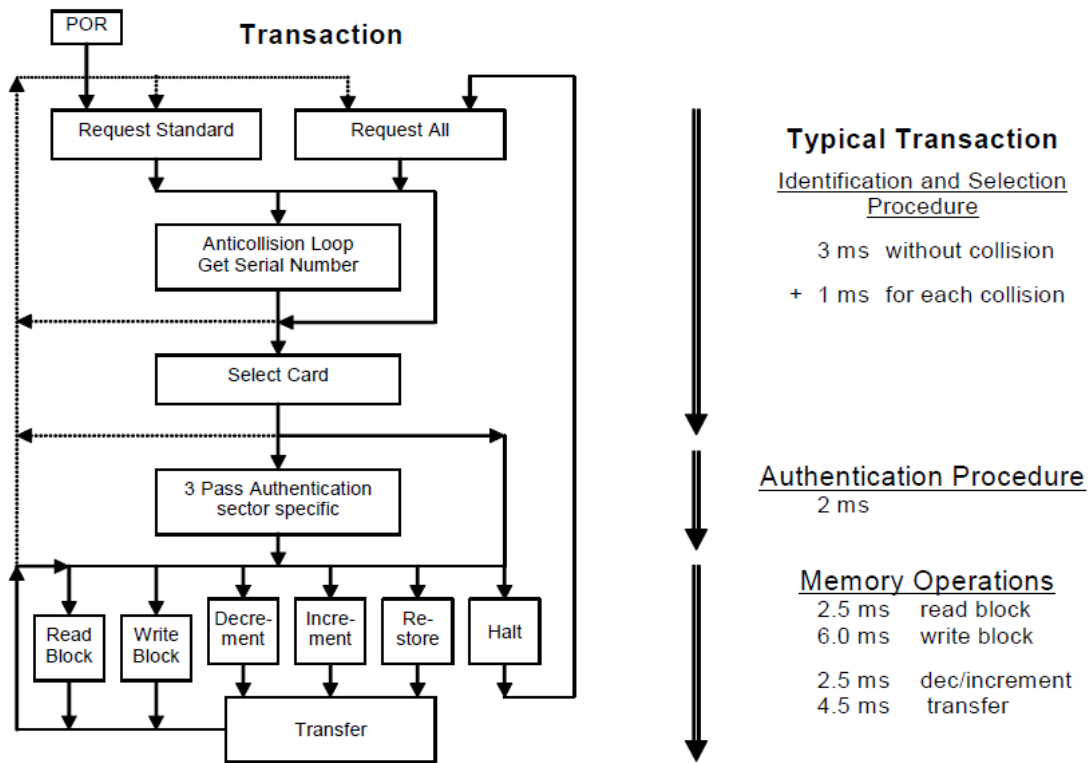 POR
Transaction
Request Standard
Request All
Anticollision Loop
Get Serial Number
Select Card
3 Pass Authentication
sector specific
Read
Block
Write
Block
Decre-
ment
Incre-
ment
Re-
store
Halt
Transfer
Typical Transaction
Identification and Selection
Procedure
3 ms without collision
+ 1 ms for each collision
Authentication Procedure
2 ms
Memory Operations
2.5 ms read block
6.0 ms write block
2.5 ms dec/increment
4.5 ms transfer